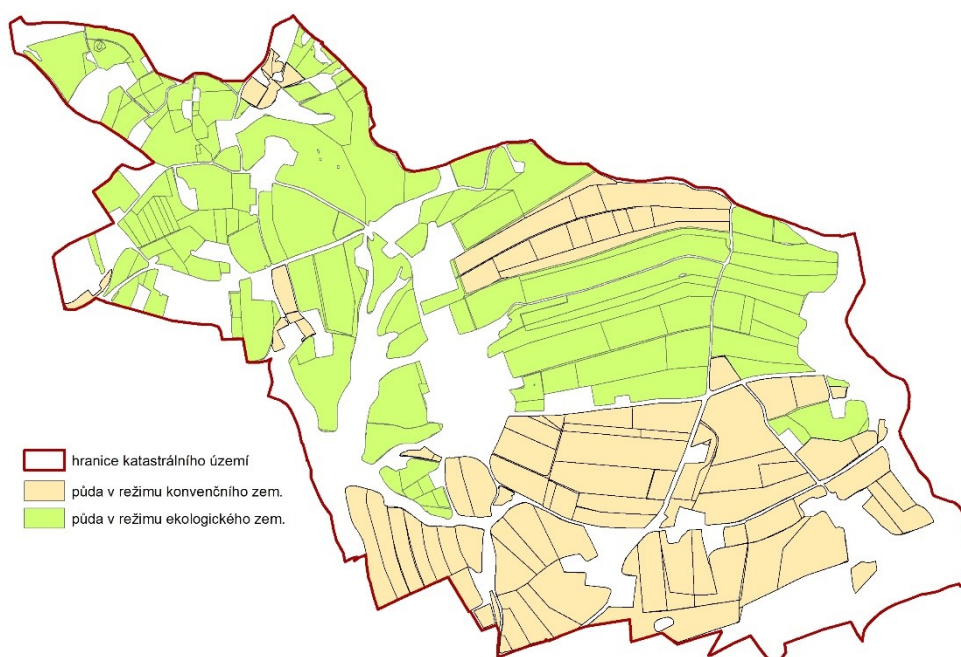 hranice katastrálního území
půda v režimu konvenčního zem.
půda v režimu ekologického zem.